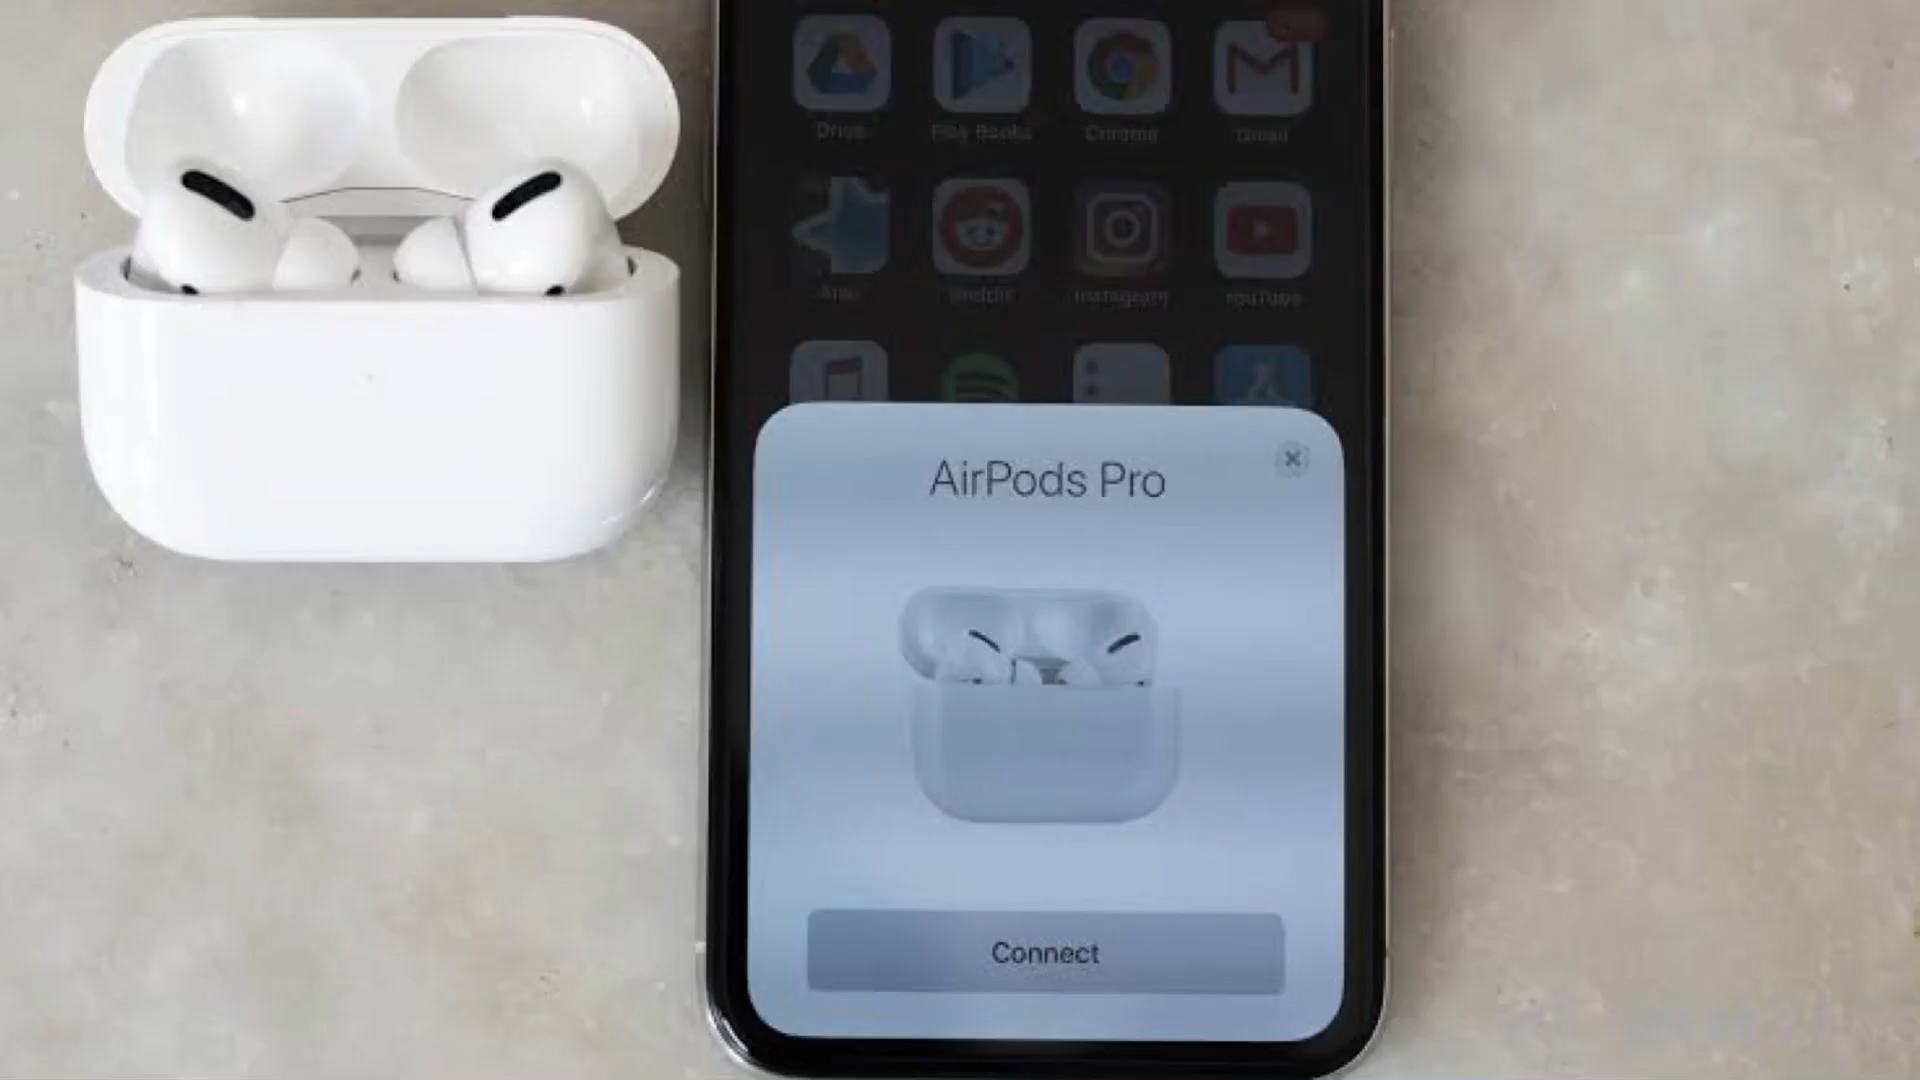 Drive
Play Books
Chrome
Gmail
Reddit
Instagram
YouTube
AirPods Pro
Connect